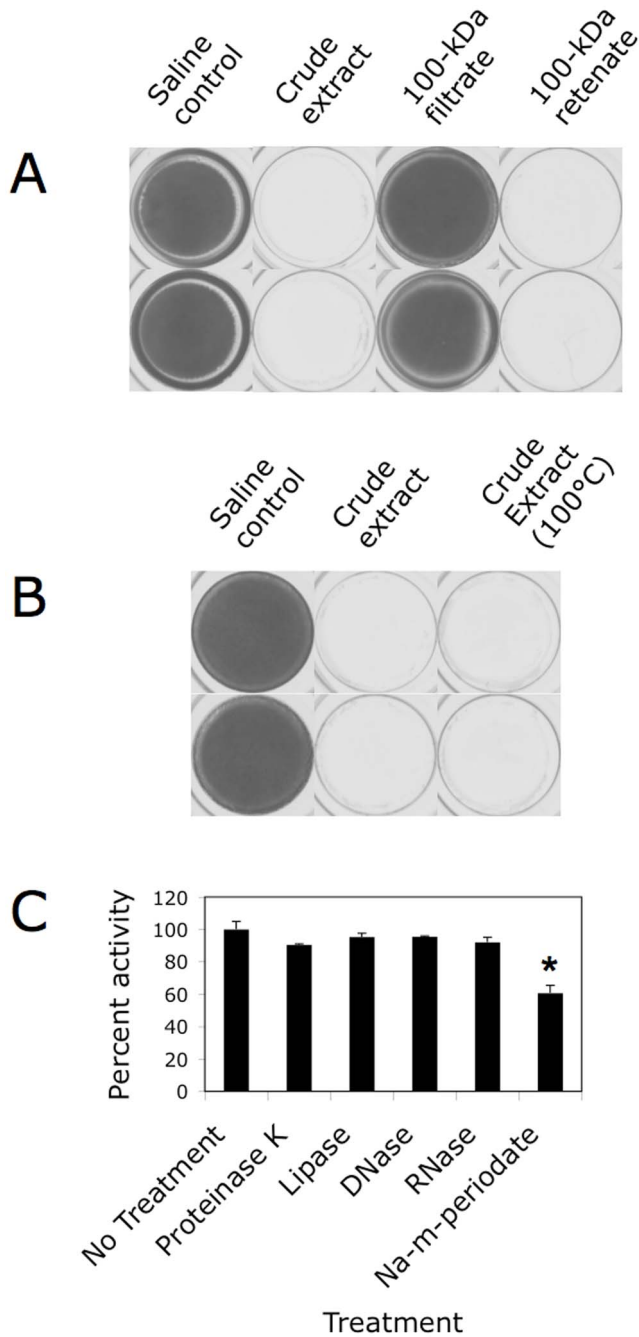 Saline
control
Crude
extract
100-kDa
filtrate
100-kDa
retenate
A
Saline
control
Crude
extract
Crude
Extract
(100°C)
B
C
Percent activity
120
100
80
60
40
20
0
*
No Treatment
Proteinase K
Lipase
DNase
RNase
Na-m-periodate
Treatment